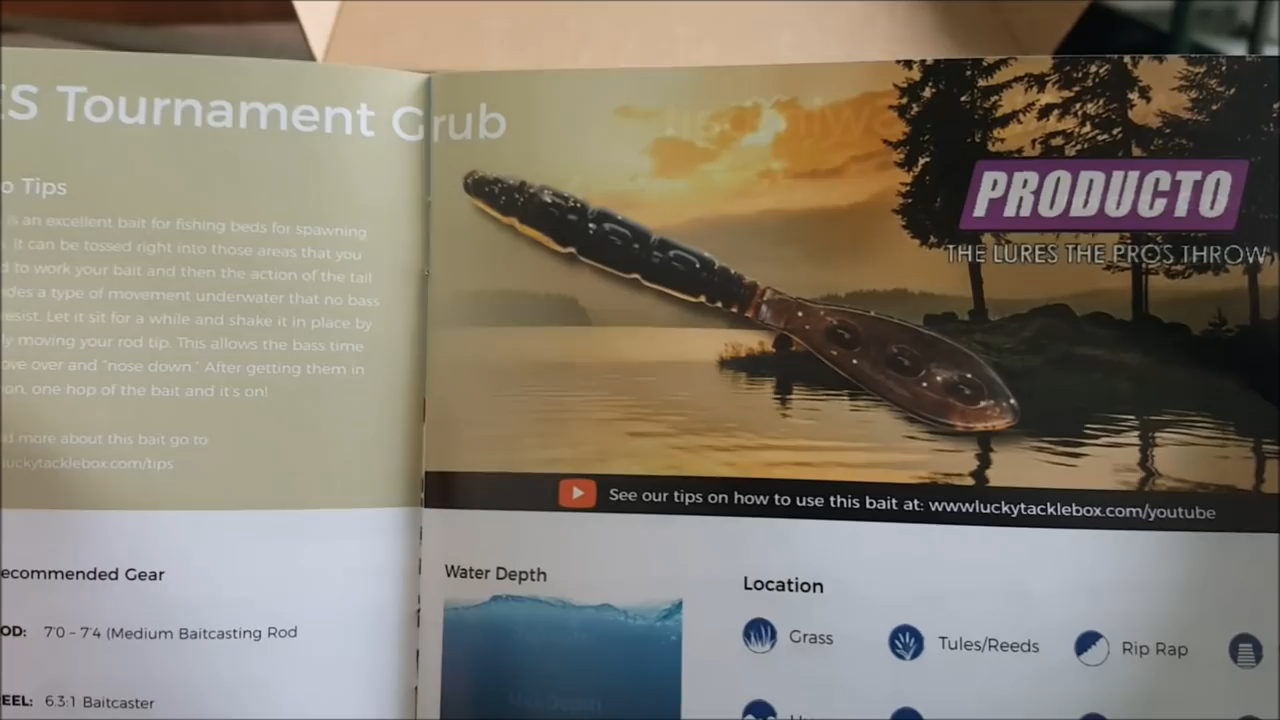 S Tournament Grub
o Tips
is an excellent bait for fishing beds for spawning
It can be tossed right into those areas that you
d to work your bait and then the action of the tail
des a type of movement underwater that no bass
esist. Let it sit for a while and shake it in place by
ly moving your rod tip. This allows the bass time
ove over and "nose down." After getting them in
on, one hop of the bait and it's on!
d more about this bait go to
luckytacklebox.com/tips
ecommended Gear
OD: 7'0 - 7'4 (Medium Baitcasting Rod
EEL: 6.3:1 Baitcaster
PRODUCTO
THE LURES THE PROS THROW
See our tips on how to use this bait at: wwwluckytacklebox.com/youtube
Water Depth
Location
Grass
Tules/Reeds
Rip Rap